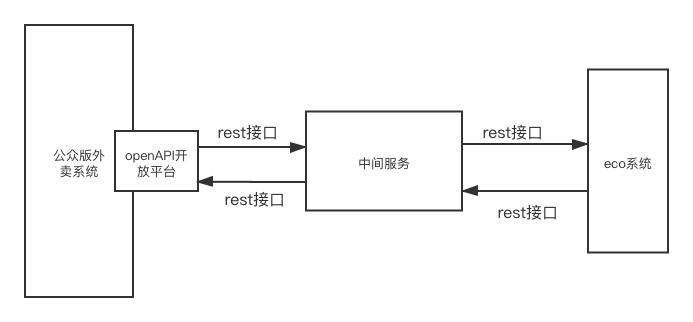 公众版外
卖系统
openAPI开
放平台
rest接口
rest接口
中间服务
rest接口
rest接口
eco系统